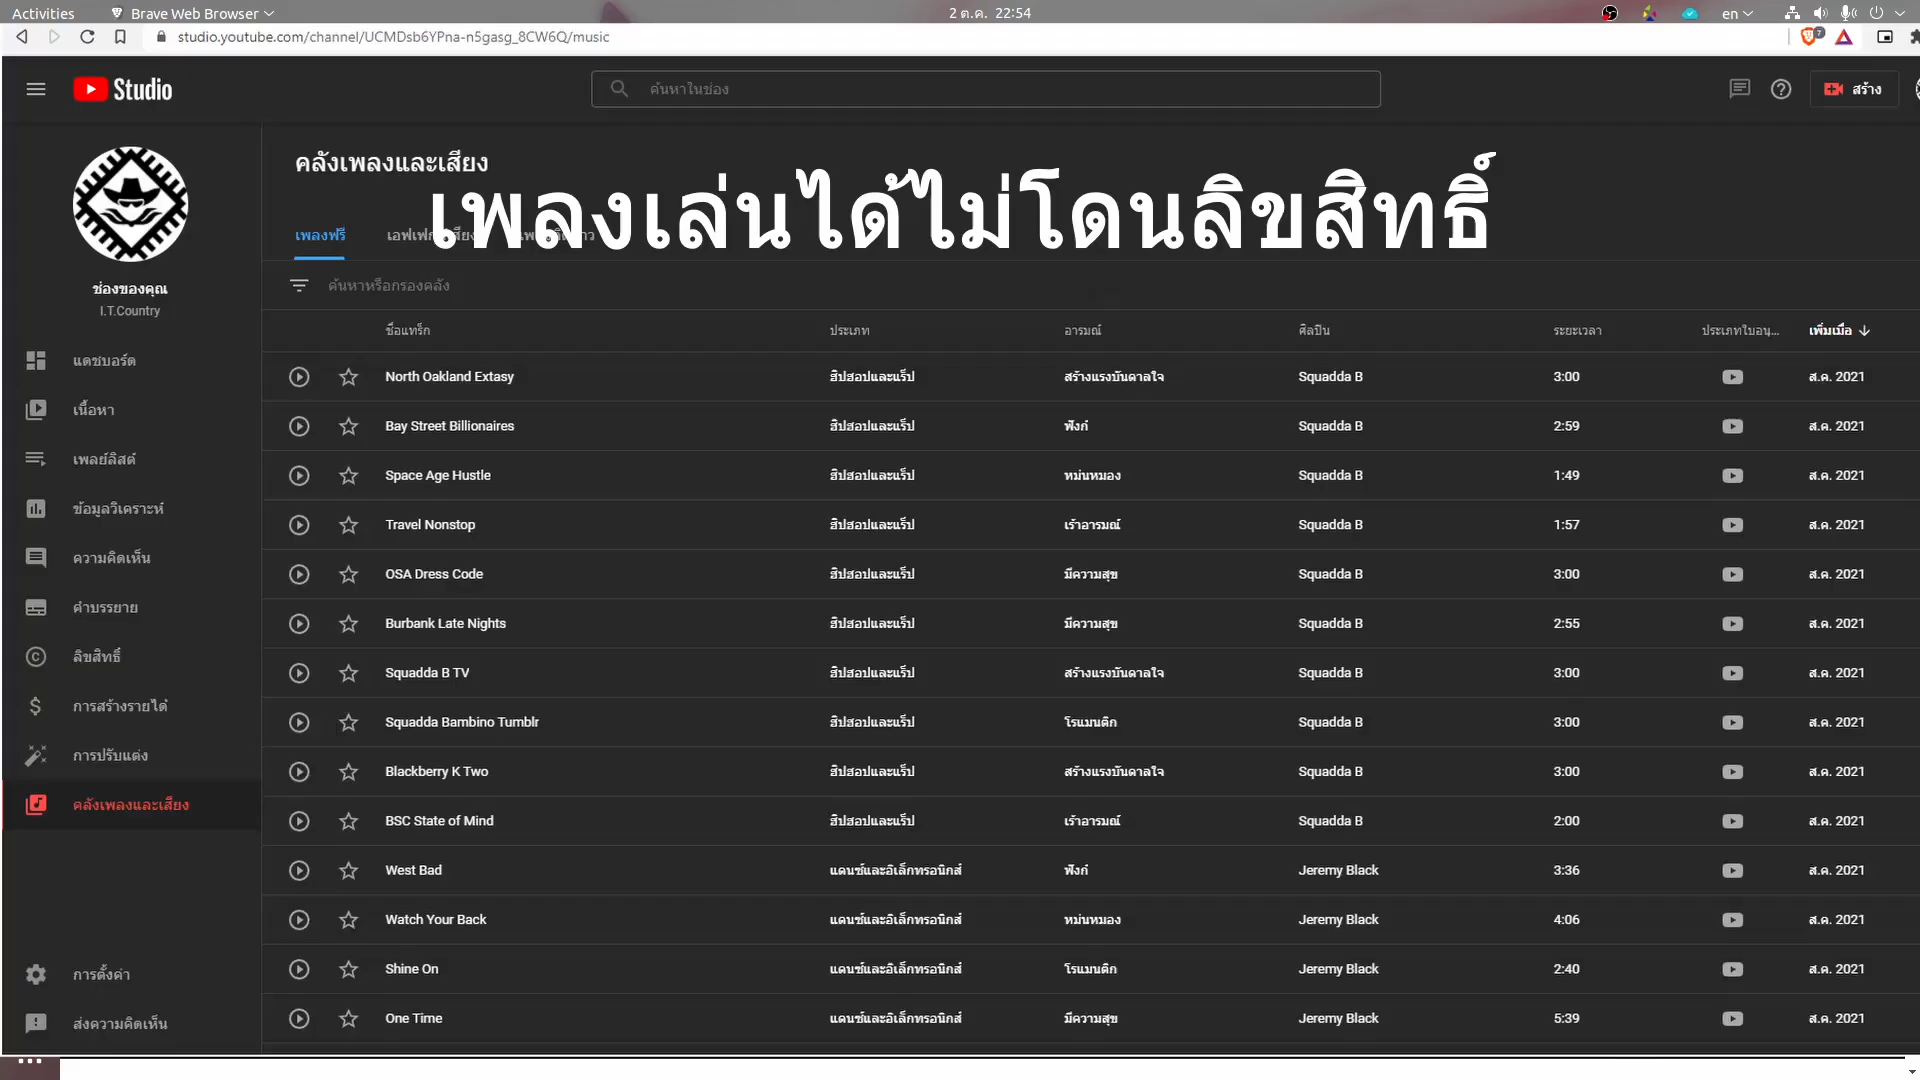 Activities
Brave Web Browser
2 ต.ค. 22:54
en
studio.youtube.com/channel/UCMDsb6YPna-n5gasg_8CW6Q/music
Studio
ค้นหาในช่อง
สร้าง
คลังเพลงและเสียง
เพลงเล่นได้ไม่โดนลิขสิทธิ์
เพลงฟรี
ช่องของคุณ
I.T.Country
แดชบอร์ด
เนื้อหา
เพลย์ลิสต์
ข้อมูลวิเคราะห์
ความคิดเห็น
คำบรรยาย
ลิขสิทธิ์
การสร้างรายได้
การปรับแต่ง
คลังเพลงและเสียง
การตั้งค่า
ส่งความคิดเห็น
ค้นหาหรือกรองคลัง
ชื่อแทร็ก ประเภท อารมณ์ ศิลปิน ระยะเวลา ประเภทใบอนุ... เพิ่มเมื่อ
North Oakland Extasy ฮิปฮอปและแร็ป สร้างแรงบันดาลใจ Squadda B 3:00 ส.ค. 2021
Bay Street Billionaires ฮิปฮอปและแร็ป ฟังก์ Squadda B 2:59 ส.ค. 2021
Space Age Hustle ฮิปฮอปและแร็ป หม่นหมอง Squadda B 1:49 ส.ค. 2021
Travel Nonstop ฮิปฮอปและแร็ป เร้าอารมณ์ Squadda B 1:57 ส.ค. 2021
OSA Dress Code ฮิปฮอปและแร็ป มีความสุข Squadda B 3:00 ส.ค. 2021
Burbank Late Nights ฮิปฮอปและแร็ป มีความสุข Squadda B 2:55 ส.ค. 2021
Squadda B TV ฮิปฮอปและแร็ป สร้างแรงบันดาลใจ Squadda B 3:00 ส.ค. 2021
Squadda Bambino Tumblr ฮิปฮอปและแร็ป โรแมนติก Squadda B 3:00 ส.ค. 2021
Blackberry K Two ฮิปฮอปและแร็ป สร้างแรงบันดาลใจ Squadda B 3:00 ส.ค. 2021
BSC State of Mind ฮิปฮอปและแร็ป เร้าอารมณ์ Squadda B 2:00 ส.ค. 2021
West Bad แดนซ์และอิเล็กทรอนิกส์ ฟังก์ Jeremy Black 3:36 ส.ค. 2021
Watch Your Back แดนซ์และอิเล็กทรอนิกส์ หม่นหมอง Jeremy Black 4:06 ส.ค. 2021
Shine On แดนซ์และอิเล็กทรอนิกส์ โรแมนติก Jeremy Black 2:40 ส.ค. 2021
One Time แดนซ์และอิเล็กทรอนิกส์ มีความสุข Jeremy Black 5:39 ส.ค. 2021